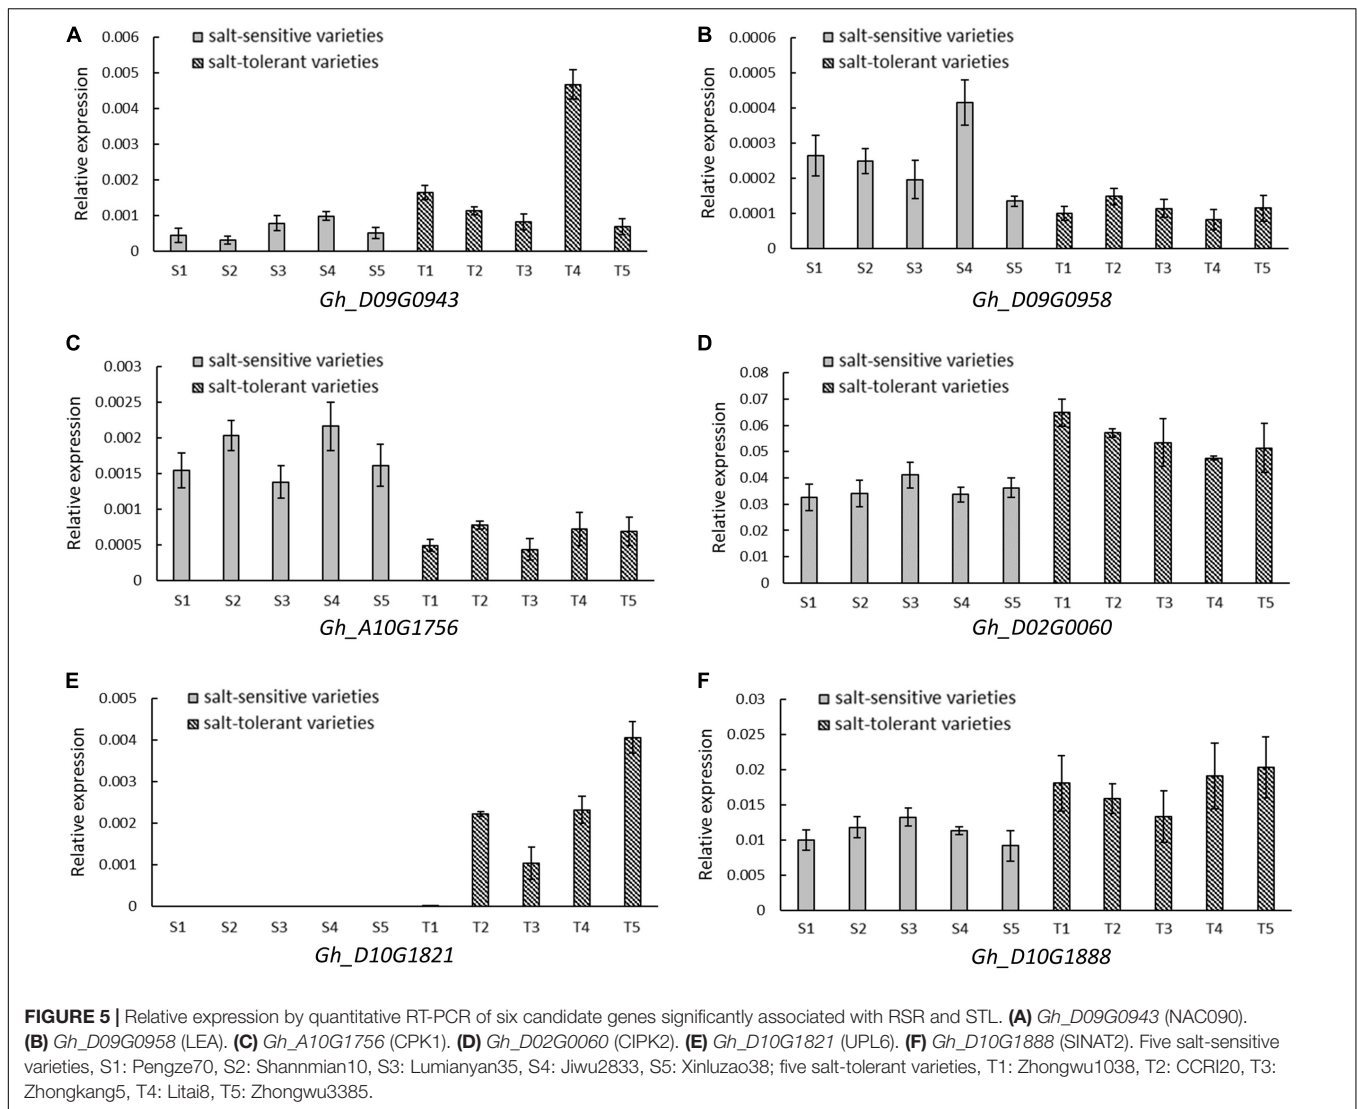 A
salt-sensitive varieties
salt-tolerant varieties
Relative expression
0.006
0.005
0.004
0.003
0.002
0.001
0
S1 S2 S3 S4 S5 T1 T2 T3 T4 T5
Gh_D09G0943
B
salt-sensitive varieties
salt-tolerant varieties
Relative expression
0.0006
0.0005
0.0004
0.0003
0.0002
0.0001
0
S1 S2 S3 S4 S5 T1 T2 T3 T4 T5
Gh_D09G0958
C
salt-sensitive varieties
salt-tolerant varieties
Relative expression
0.003
0.0025
0.002
0.0015
0.001
0.0005
0
S1 S2 S3 S4 S5 T1 T2 T3 T4 T5
Gh_A10G1756
D
salt-sensitive varieties
salt-tolerant varieties
Relative expression
0.08
0.07
0.06
0.05
0.04
0.03
0.02
0.01
0
S1 S2 S3 S4 S5 T1 T2 T3 T4 T5
Gh_D02G0060
E
salt-sensitive varieties
salt-tolerant varieties
Relative expression
0.005
0.004
0.003
0.002
0.001
0
S1 S2 S3 S4 S5 T1 T2 T3 T4 T5
Gh_D10G1821
F
salt-sensitive varieties
salt-tolerant varieties
Relative expression
0.03
0.025
0.02
0.015
0.01
0.005
0
S1 S2 S3 S4 S5 T1 T2 T3 T4 T5
Gh_D10G1888
FIGURE 5 | Relative expression by quantitative RT-PCR of six candidate genes significantly associated with RSR and STL. (A) Gh_D09G0943 (NAC090).
(B) Gh_D09G0958 (LEA). (C) Gh_A10G1756 (CPK1). (D) Gh_D02G0060 (CIPK2). (E) Gh_D10G1821 (UPL6). (F) Gh_D10G1888 (SINAT2). Five salt-sensitive
varieties, S1: Pengze70, S2: Shannmian10, S3: Lumianyan35, S4: Jiwu2833, S5: Xinluzao38; five salt-tolerant varieties, T1: Zhongwu1038, T2: CCRI20, T3:
Zhongkang5, T4: Litai8, T5: Zhongwu3385.